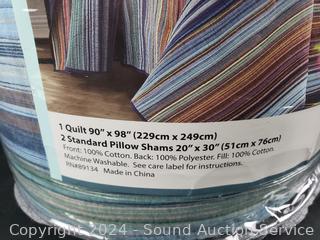 1 Quilt 90" x 98" (229cm x 249cm)
2 Standard Pillow Shams 20" x 30" (51cm x 76cm)
Front: 100% Cotton. Back: 100% Polyester. Fill: 100% Cotton.
Machine Washable. See care label for instructions.
RN#89134 Made in China
Copyright 2024 - Sound Auction Service